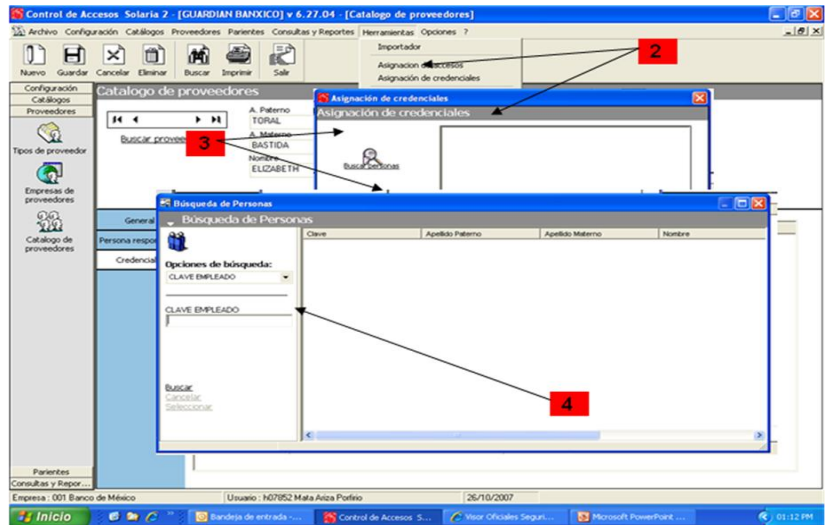 Control de Accesos Solaria 2 - [GUARDIAN BANXICO] v 6.27.04 - [Catalogo de proveedores]
Archivo Configuración Catálogos Proveedores Parientes Consultas y Reportes Herramientas Opciones ?
Importador
Asignacion de accesos
Asignación de credenciales
2
Nuevo Guardar Cancelar Eliminar Buscar Imprimir Salir
Configuración
Catálogos
Proveedores
Tipos de proveedor
Empresas de proveedores
Catalogo de proveedores
Parientes
Consultas y Repor...
Catalogo de proveedores
Buscar provee
3
A. Paterno
TORAL
A. Materno
BASTIDA
Nombre
ELIZABETH
General
Persona respon
Credencial
Asignación de credenciales
Asignación de credenciales
Buscar personas
Búsqueda de Personas
Búsqueda de Personas
Opciones de búsqueda:
CLAVE EMPLEADO
CLAVE EMPLEADO
Buscar
Cancelar
Seleccionar
Clave Apellido Paterno Apellido Materno Nombre
4
Empresa : 001 Banco de México Usuario : h07852 Mata Ariza Porfirio 26/10/2007
Inicio Bandeja de entrada -... Control de Accesos S... Visor Oficiales Seguri... Microsoft PowerPoint ... 01:12 PM